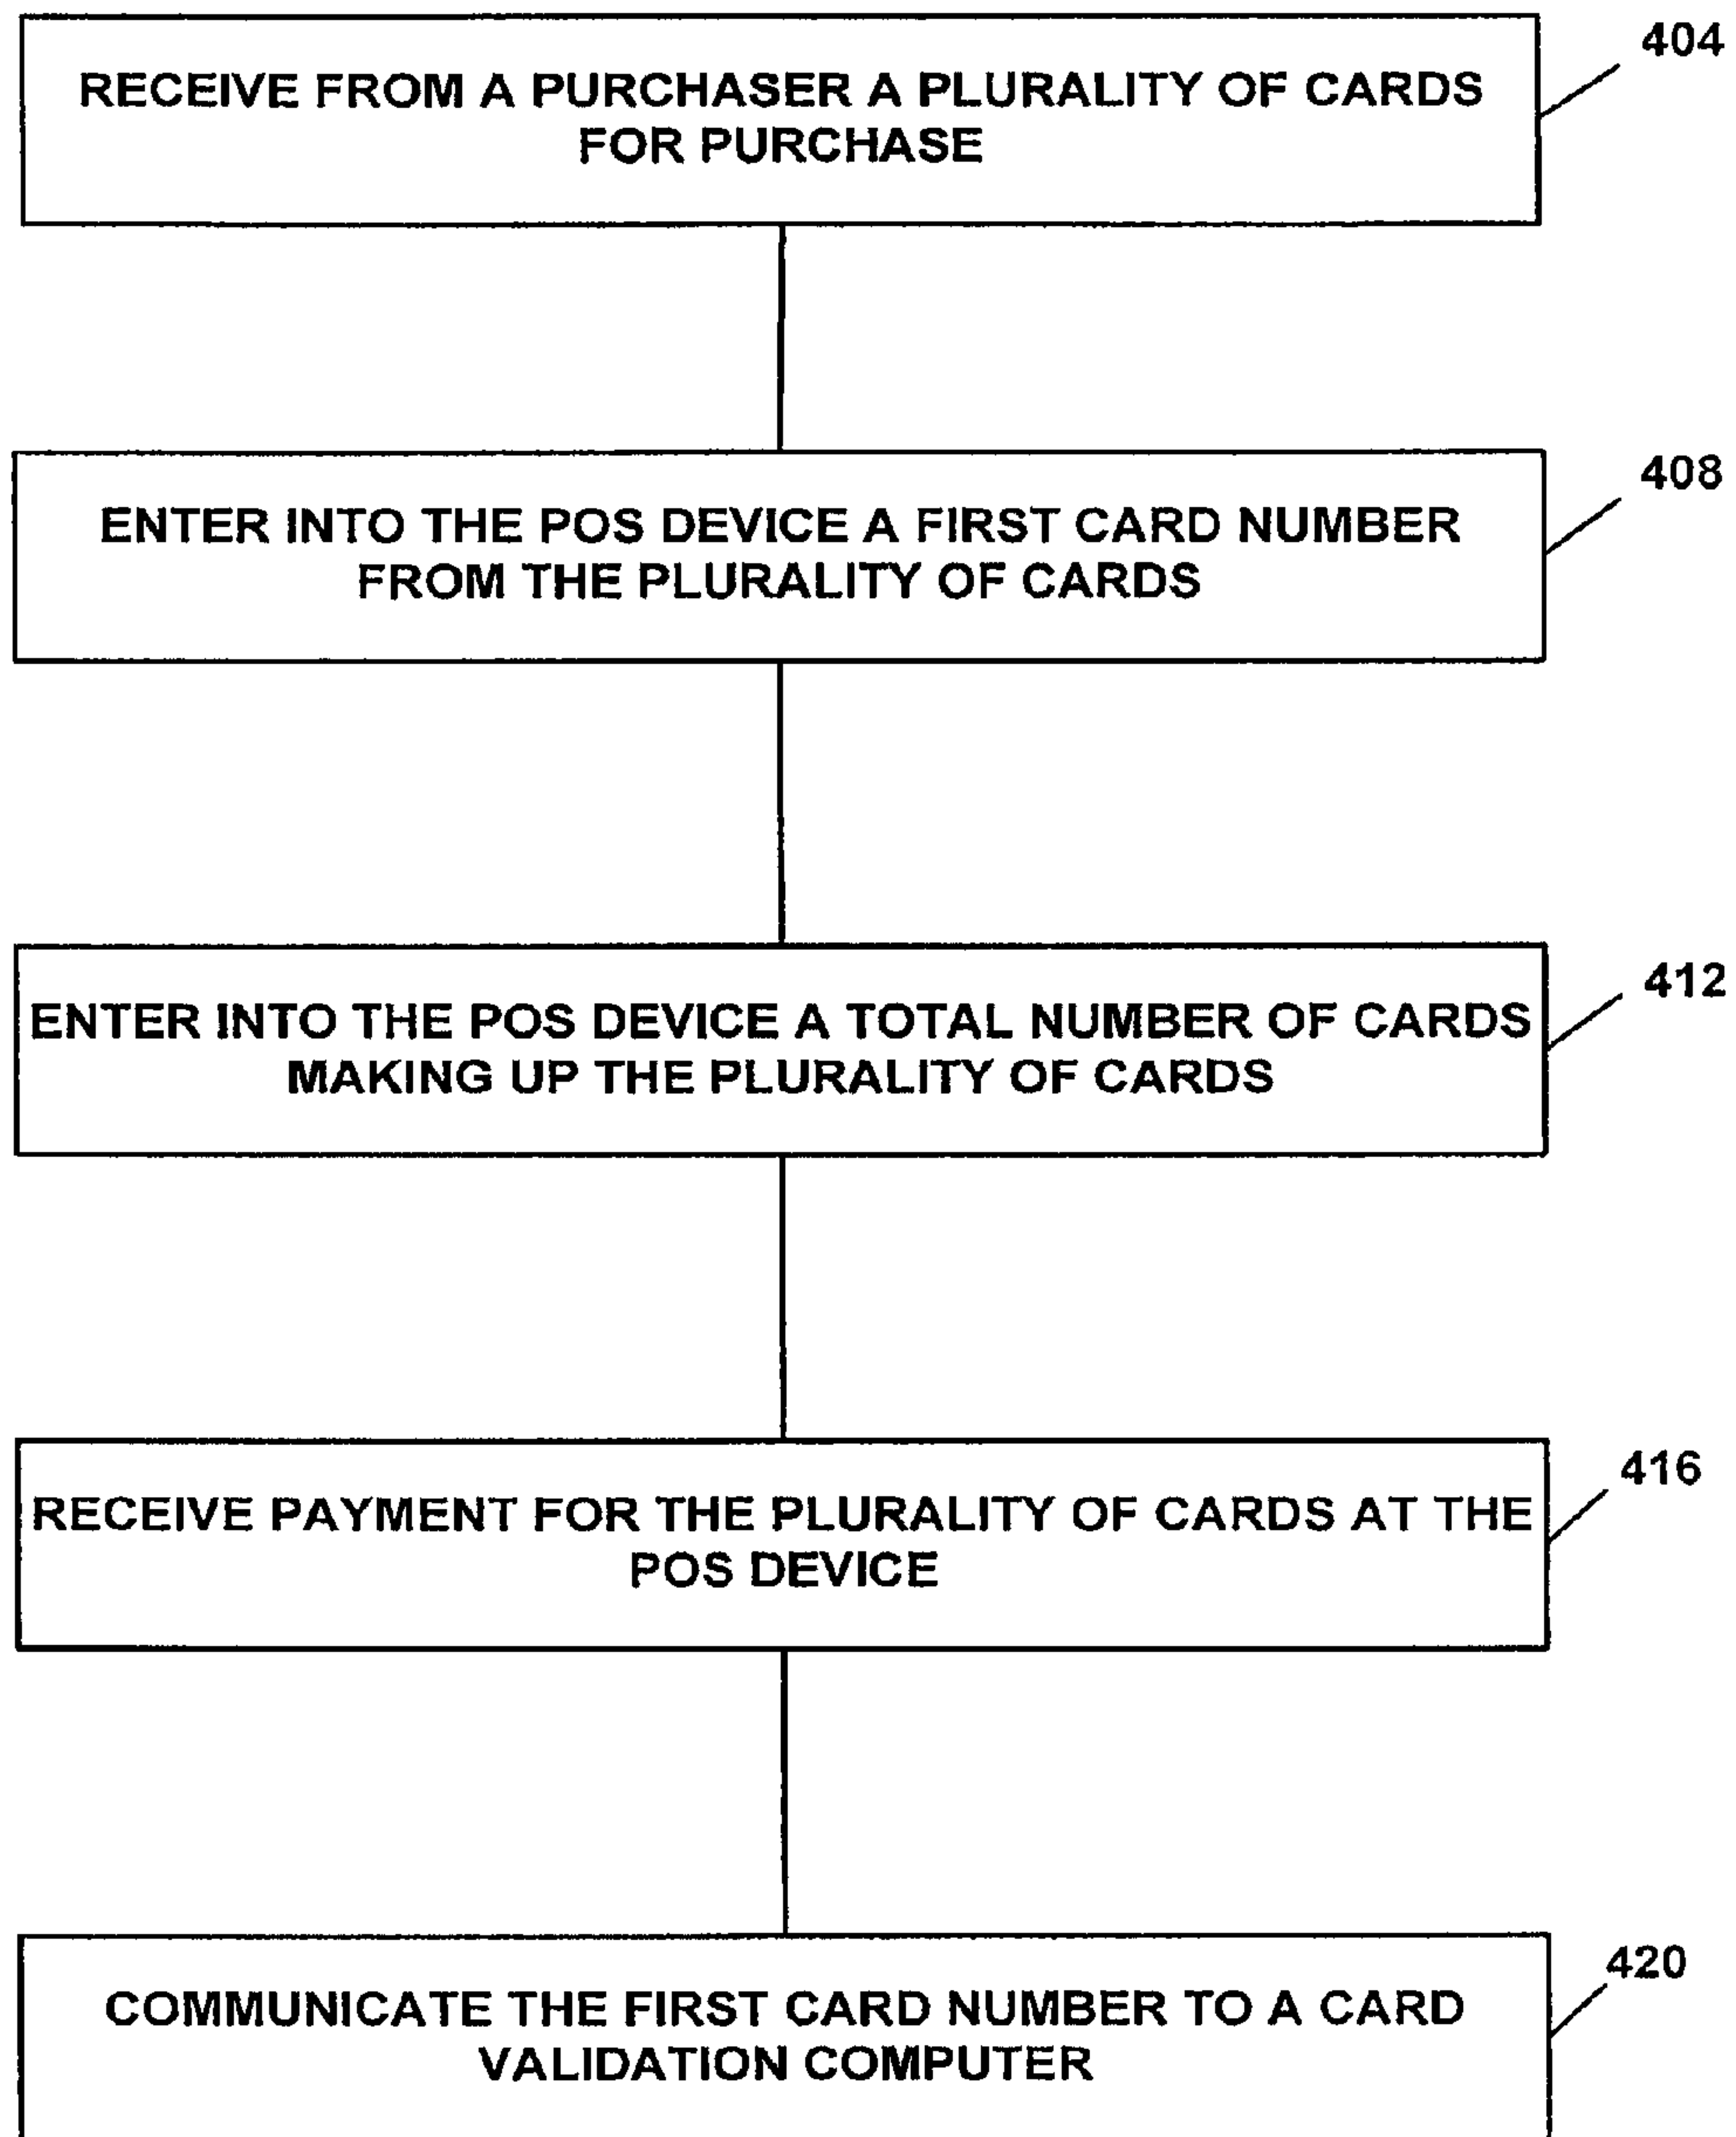 404
RECEIVE FROM A PURCHASER A PLURALITY OF CARDS
FOR PURCHASE
408
ENTER INTO THE POS DEVICE A FIRST CARD NUMBER
FROM THE PLURALITY OF CARDS
412
ENTER INTO THE POS DEVICE A TOTAL NUMBER OF CARDS
MAKING UP THE PLURALITY OF CARDS
416
RECEIVE PAYMENT FOR THE PLURALITY OF CARDS AT THE
POS DEVICE
420
COMMUNICATE THE FIRST CARD NUMBER TO A CARD
VALIDATION COMPUTER